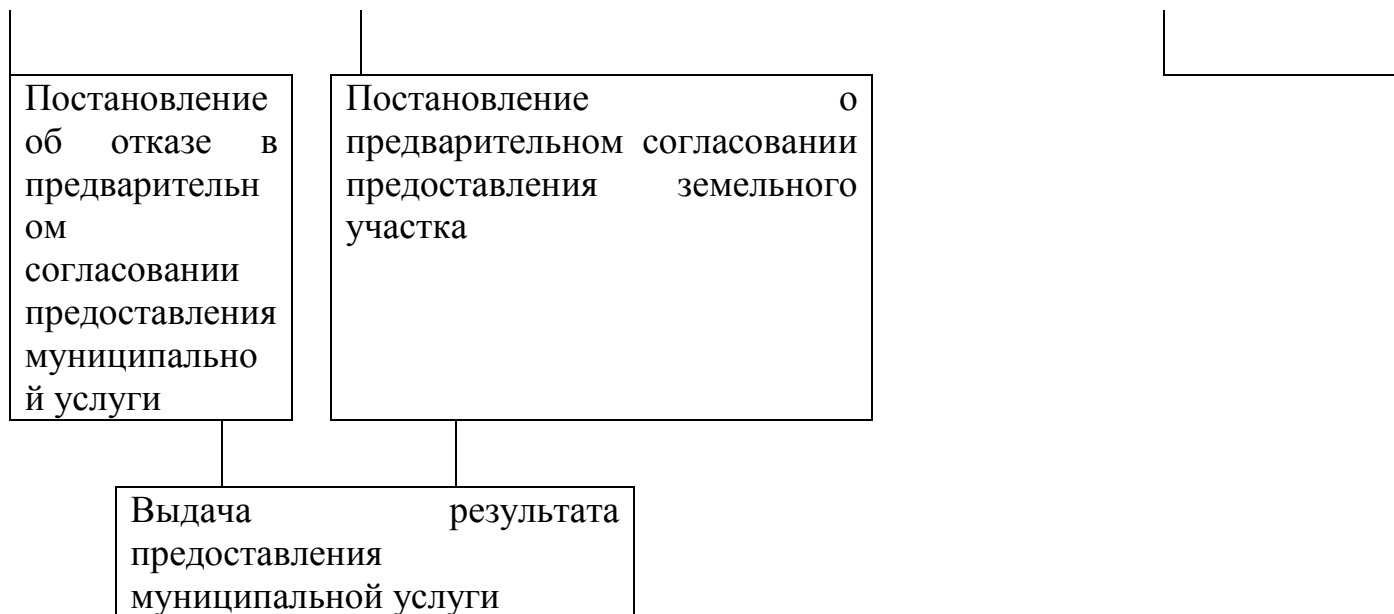 Постановление
об отказе в
предварительн
ом
согласовании
предоставления
муниципально
й услуги
Постановление о
предварительном согласовании
предоставления земельного
участка
Выдача результата
предоставления
муниципальной услуги